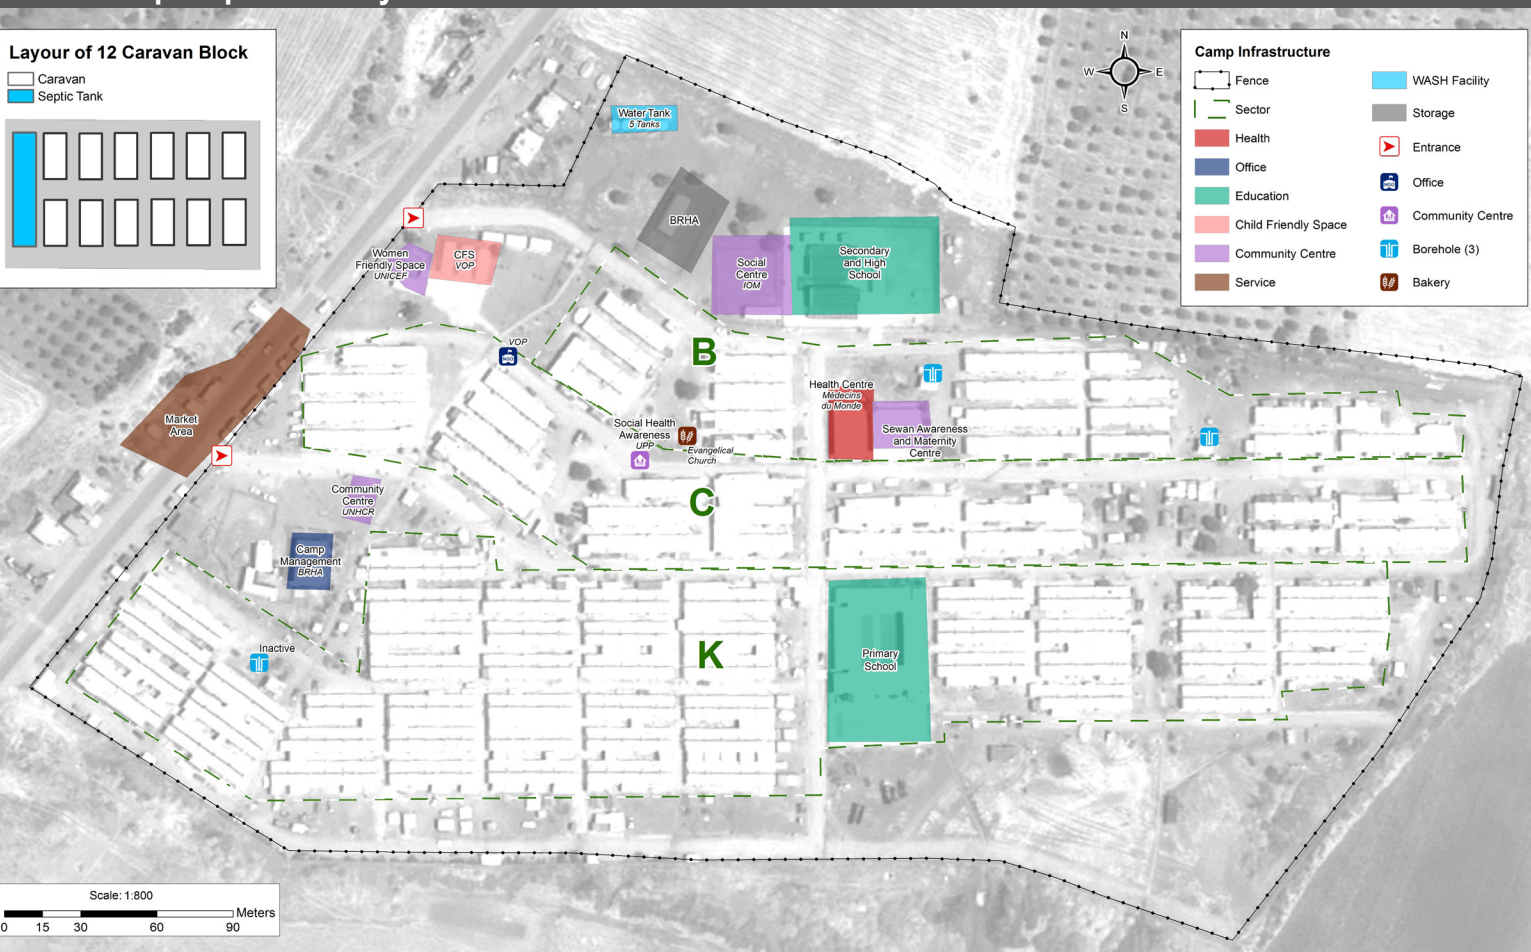 Layour of 12 Caravan Block
Caravan
Septic Tank
N
W
E
S
Camp Infrastructure
Fence
Sector
Health
Office
Education
Child Friendly Space
Community Centre
Service
WASH Facility
Storage
Entrance
Office
Community Centre
Borehole (3)
Bakery
Water Tank
5 Tanks
BRHA
Women
Friendly Space
UNICEF
CFS
VOP
Social
Centre
IOM
Secondary
and High
School
VOP
NGO
B
Market
Area
Health Centre
Médecins
du Monde
Social Health
Awareness
UPP
Evangelical
Church
Sewan Awareness
and Maternity
Centre
Community
Centre
UNHCR
C
Camp
Management
BRHA
Inactive
K
Primary
School
Scale: 1:800
Meters
0 15 30 60 90